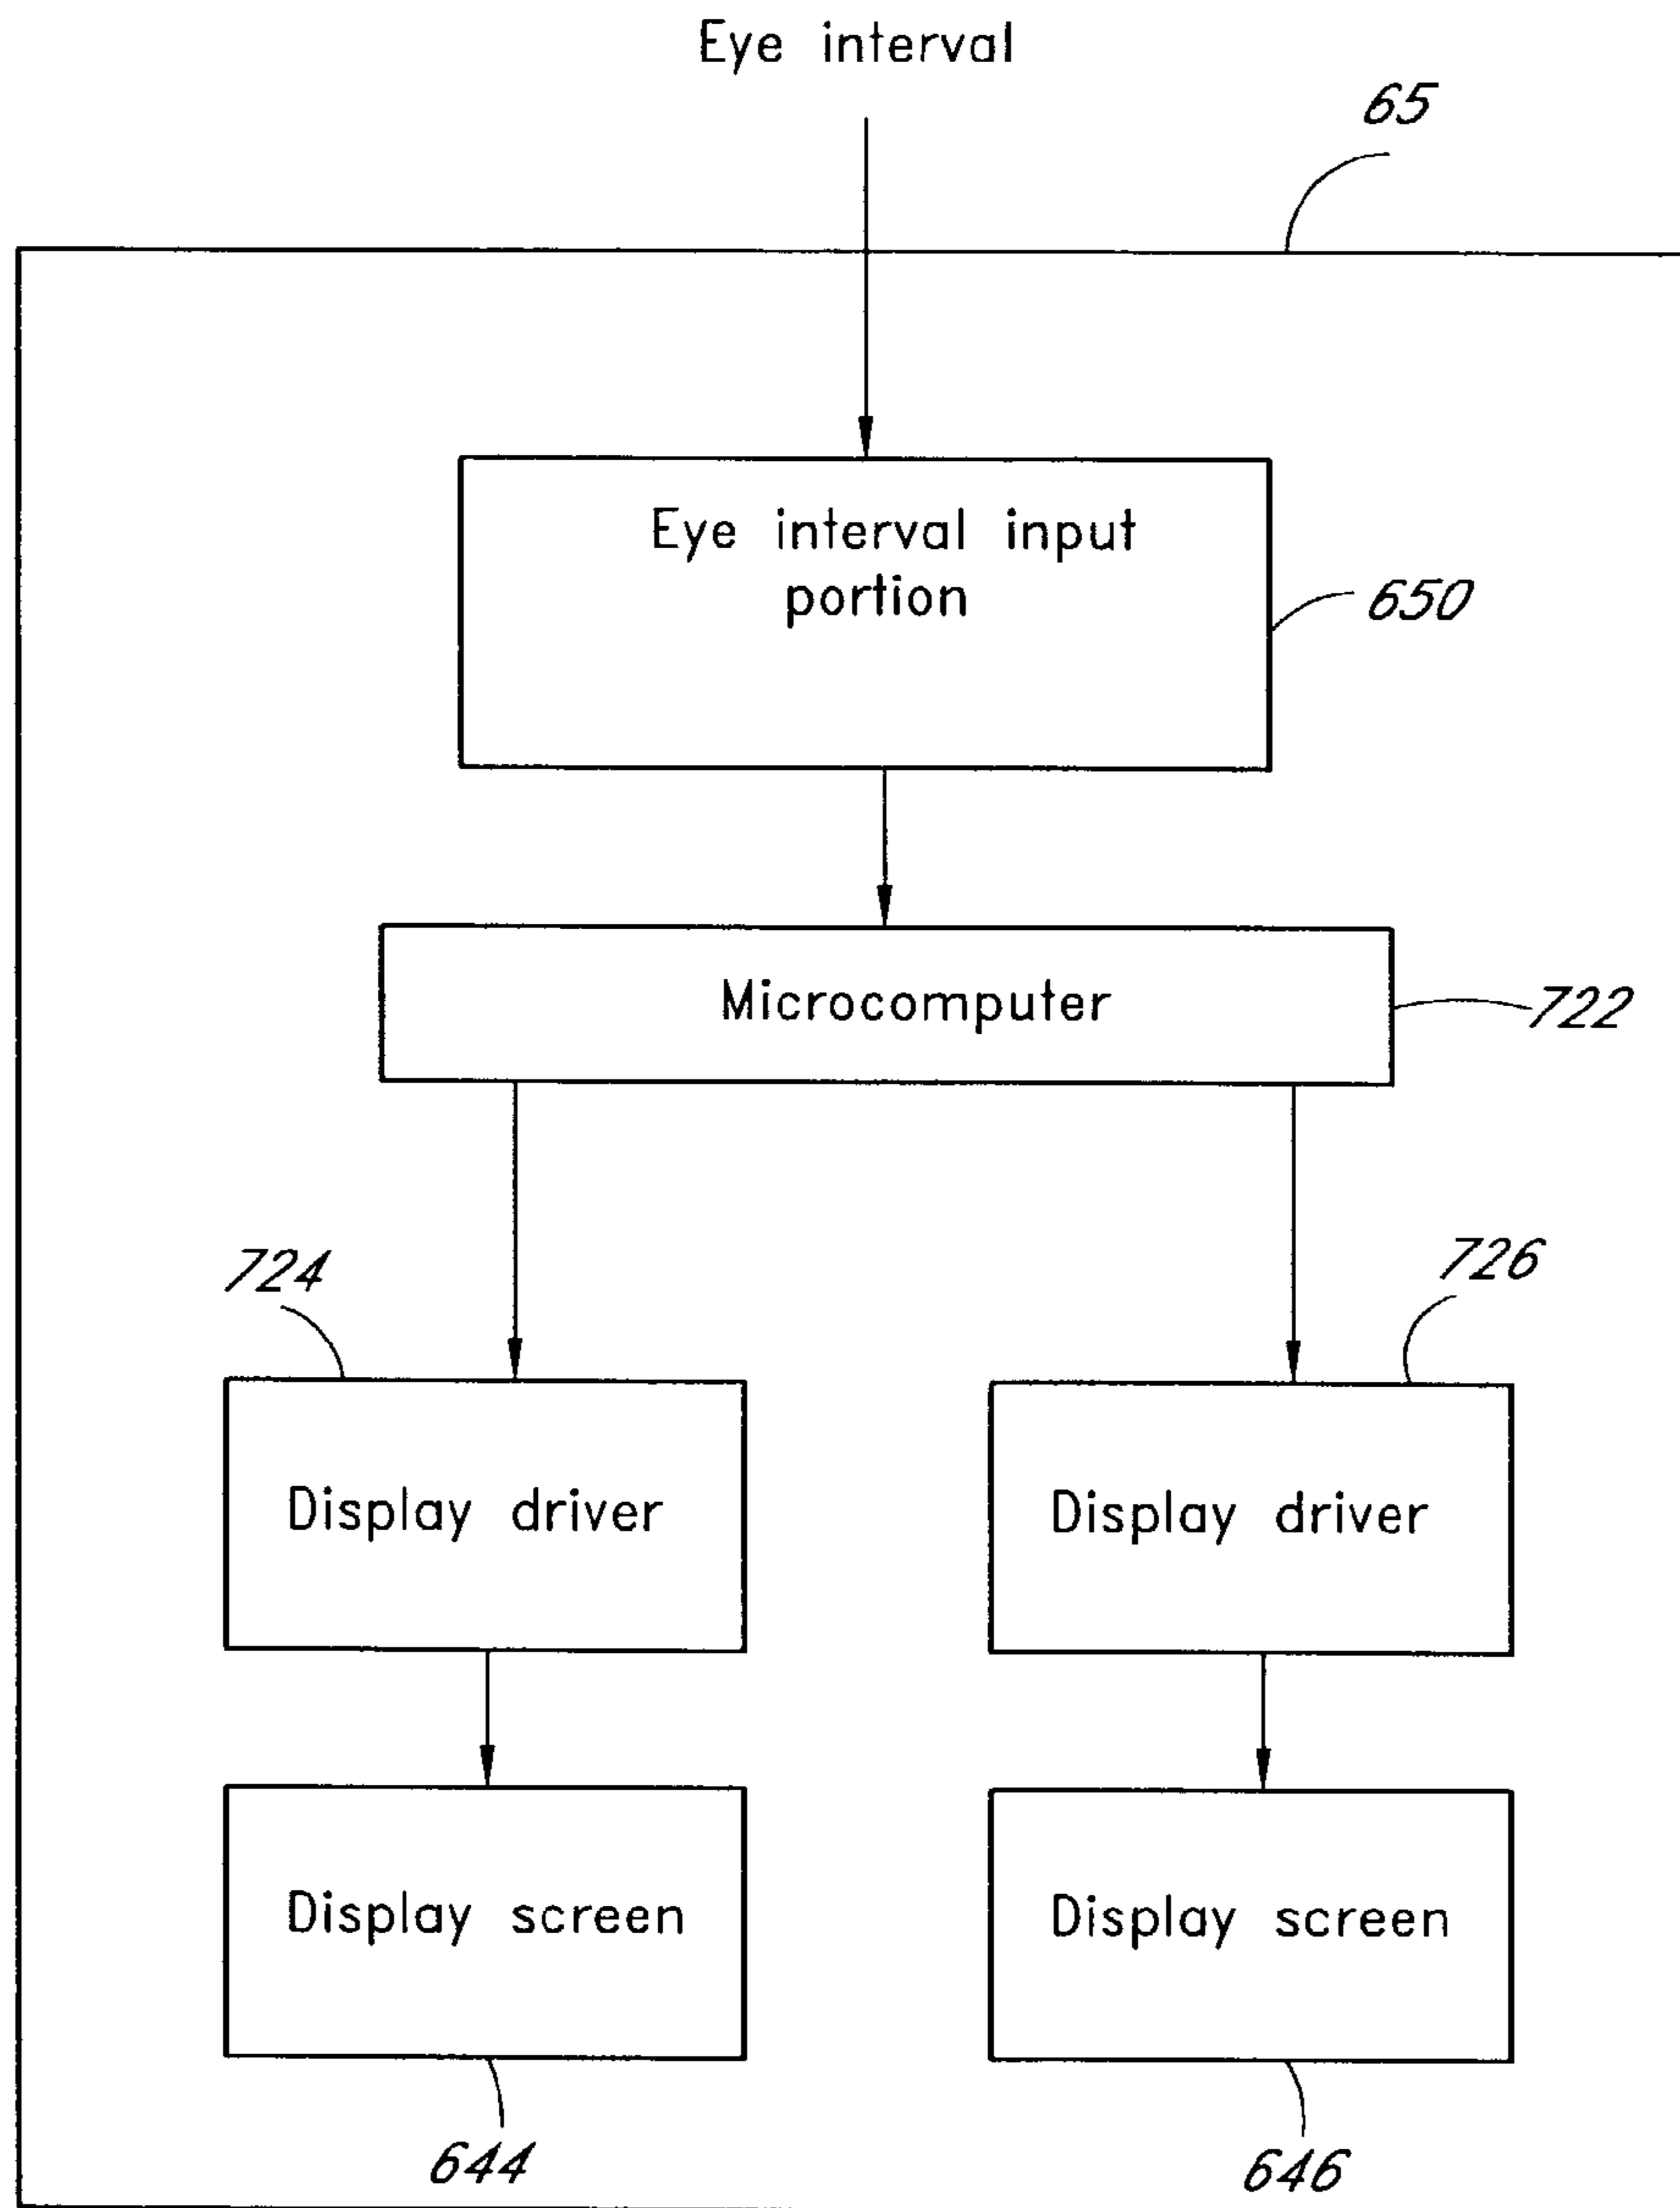 Eye interval
65
Eye interval input
portion
650
Microcomputer
722
724
726
Display driver
Display driver
Display screen
Display screen
644
646